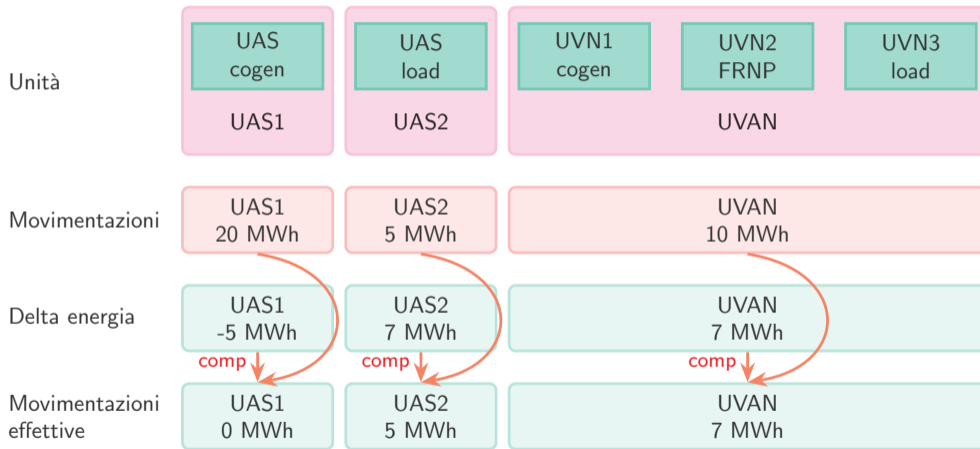 UAS
cogen
UAS
load
UVN1
cogen
UVN2
FRNP
UVN3
load
Unità
UAS1
UAS2
UVAN
Movimentazioni
UAS1
20 MWh
UAS2
5 MWh
UVAN
10 MWh
Delta energia
UAS1
-5 MWh
UAS2
7 MWh
UVAN
7 MWh
comp
comp
comp
Movimentazioni
effettive
UAS1
0 MWh
UAS2
5 MWh
UVAN
7 MWh